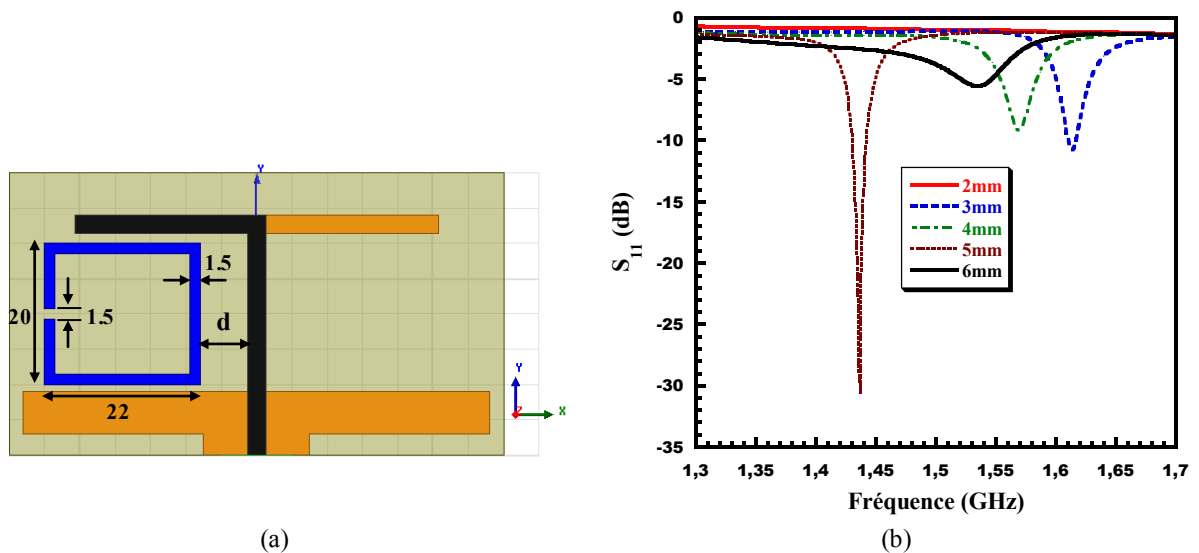 Y
1.5
20
1.5
d
22
Y
Z
X
(a)
0
-5
-10
-15
-20
-25
-30
-35
S11 (dB)
2mm
3mm
4mm
5mm
6mm
1,3 1,35 1,4 1,45 1,5 1,55 1,6 1,65 1,7
Fréquence (GHz)
(b)